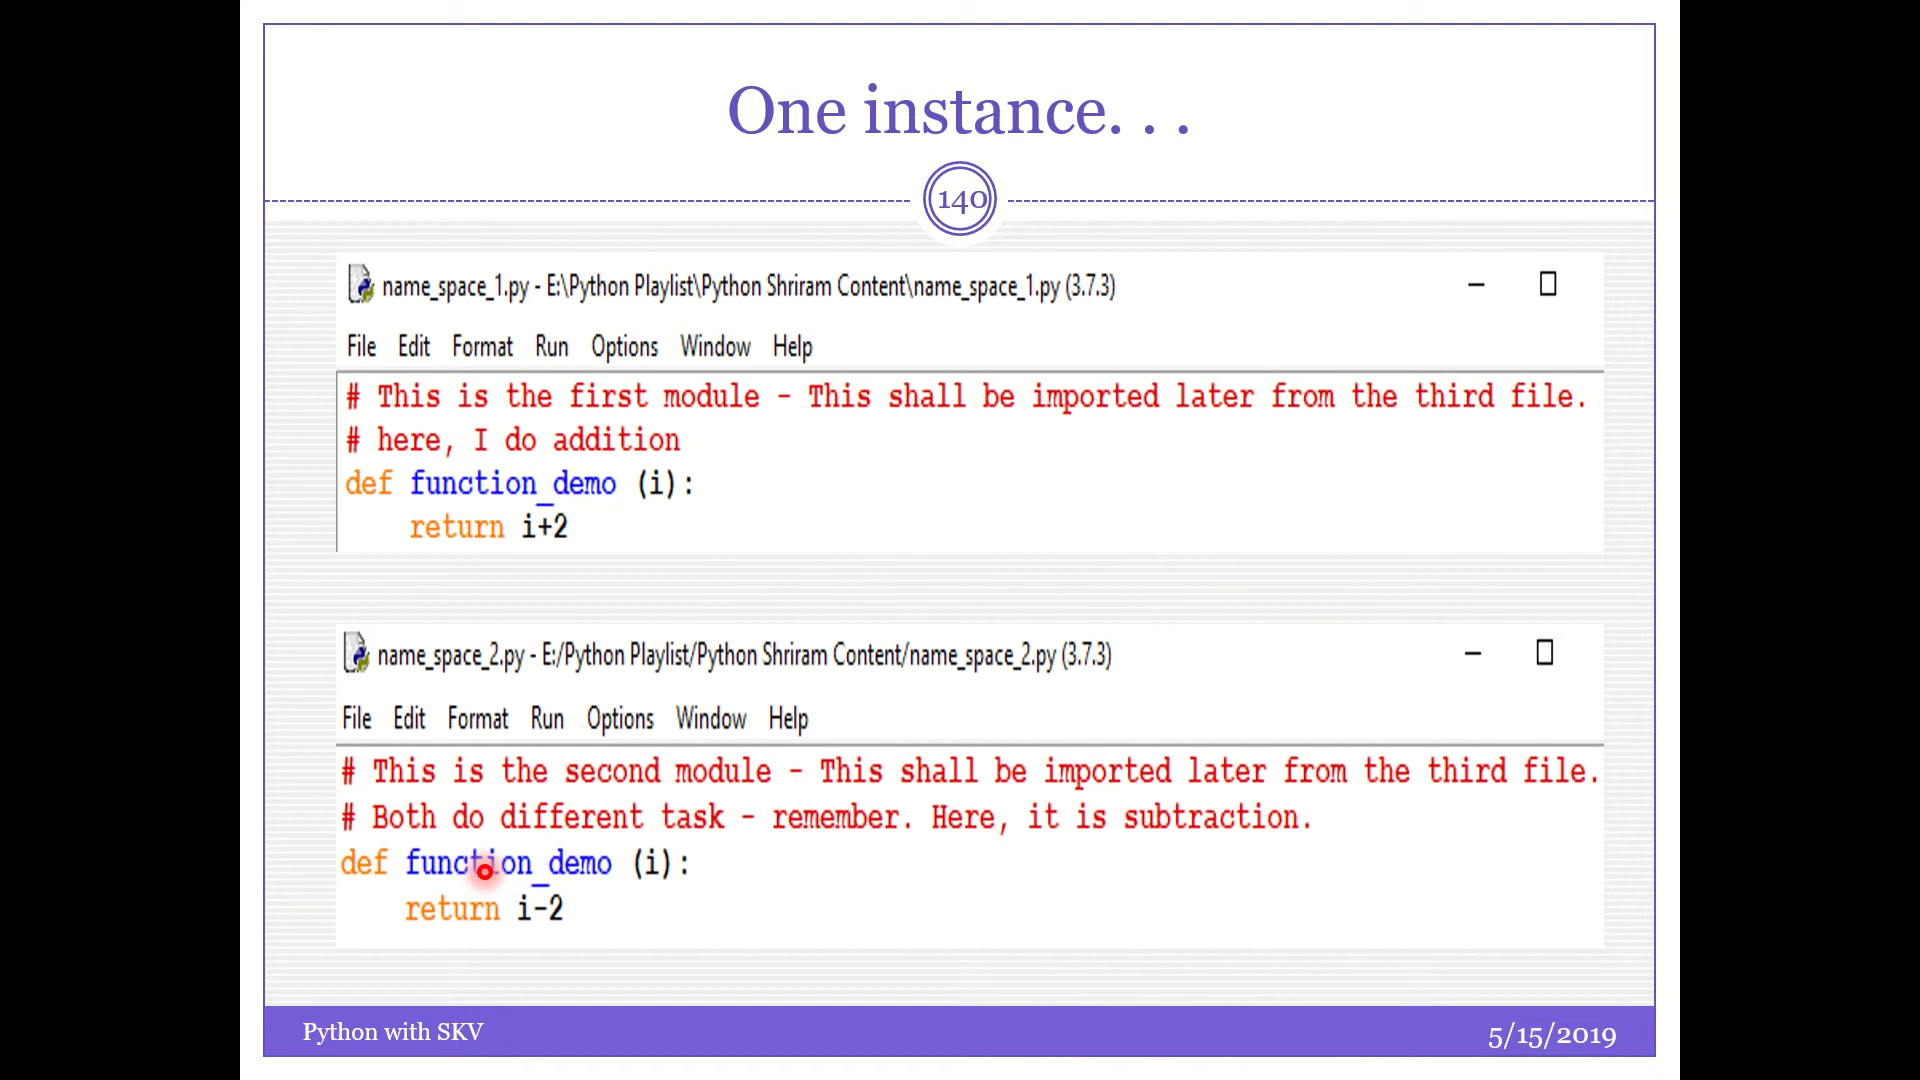 One instance. . .
140
name_space_1.py - E:\Python Playlist\Python Shriram Content\name_space_1.py (3.7.3)
File Edit Format Run Options Window Help
# This is the first module - This shall be imported later from the third file.
# here, I do addition
def function_demo (i):
    return i+2
name_space_2.py - E:/Python Playlist/Python Shriram Content/name_space_2.py (3.7.3)
File Edit Format Run Options Window Help
# This is the second module - This shall be imported later from the third file.
# Both do different task - remember. Here, it is subtraction.
def function_demo (i):
    return i-2
Python with SKV
5/15/2019